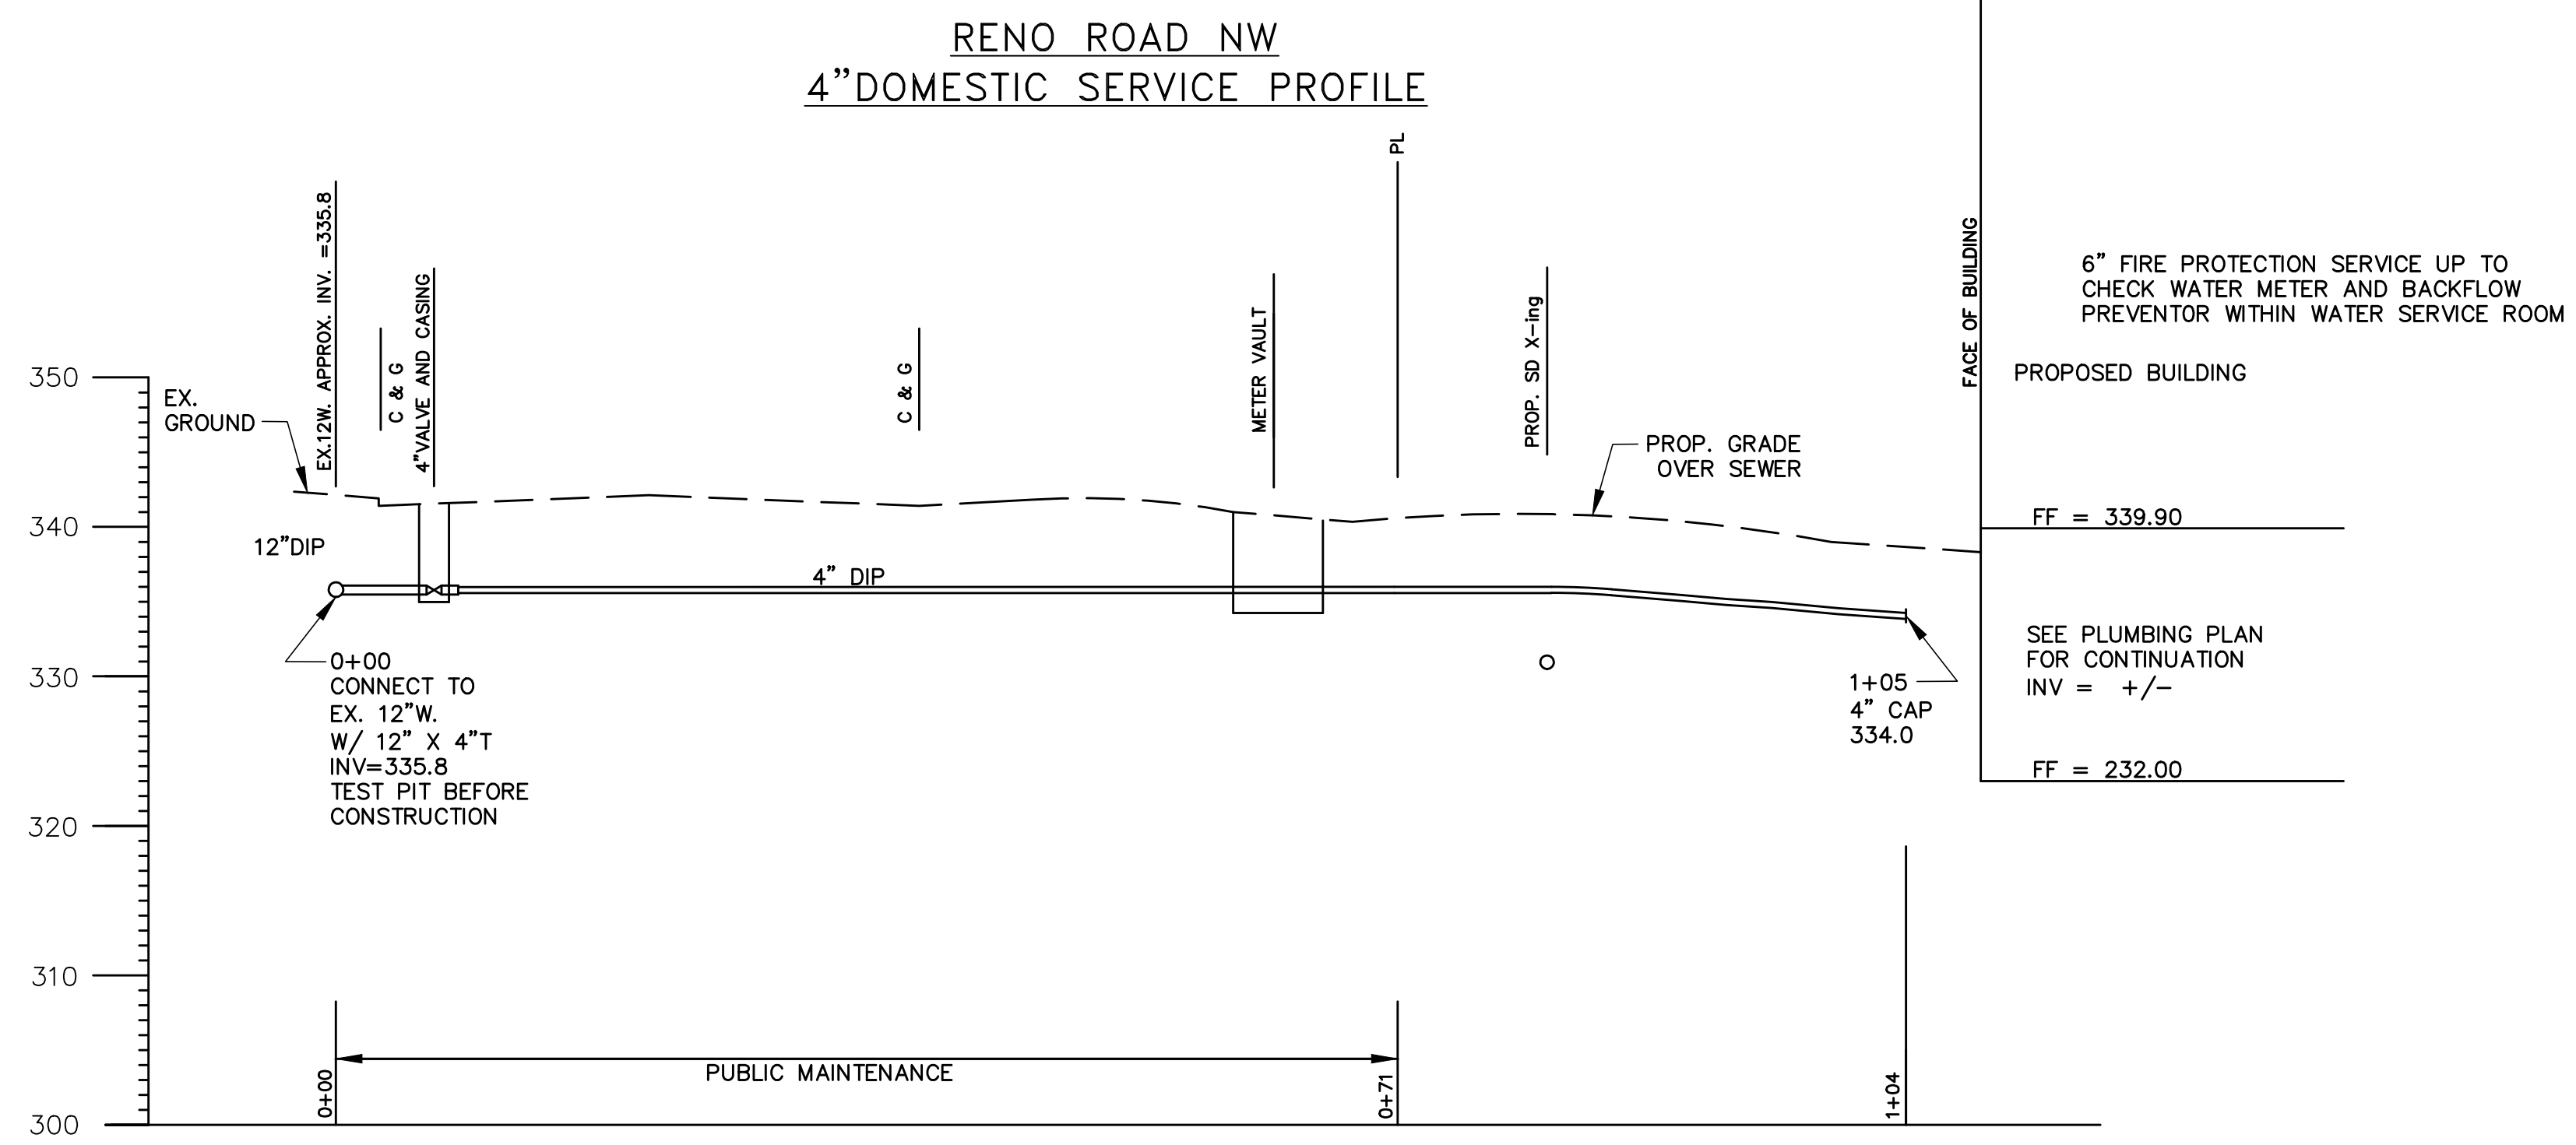 RENO ROAD NW
4”DOMESTIC SERVICE PROFILE
PL
EX.12W. APPROX. INV. =335.8
C & G
4”VALVE AND CASING
C & G
METER VAULT
PROP. SD X-ing
FACE OF BUILDING
6” FIRE PROTECTION SERVICE UP TO
CHECK WATER METER AND BACKFLOW
PREVENTOR WITHIN WATER SERVICE ROOM
PROPOSED BUILDING
350
EX.
GROUND
PROP. GRADE
OVER SEWER
340
FF = 339.90
12”DIP
4” DIP
330
0+00
CONNECT TO
EX. 12”W.
W/ 12” X 4”T
INV=335.8
TEST PIT BEFORE
CONSTRUCTION
1+05
4” CAP
334.0
SEE PLUMBING PLAN
FOR CONTINUATION
INV = +/-
FF = 232.00
320
310
PUBLIC MAINTENANCE
0+00
0+71
1+04
300